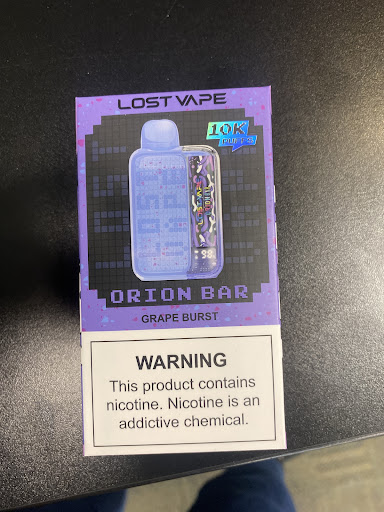 LOST VAPE
10K
PUFFS
ORION BAR
GRAPE BURST
WARNING
This product contains
nicotine. Nicotine is an
addictive chemical.